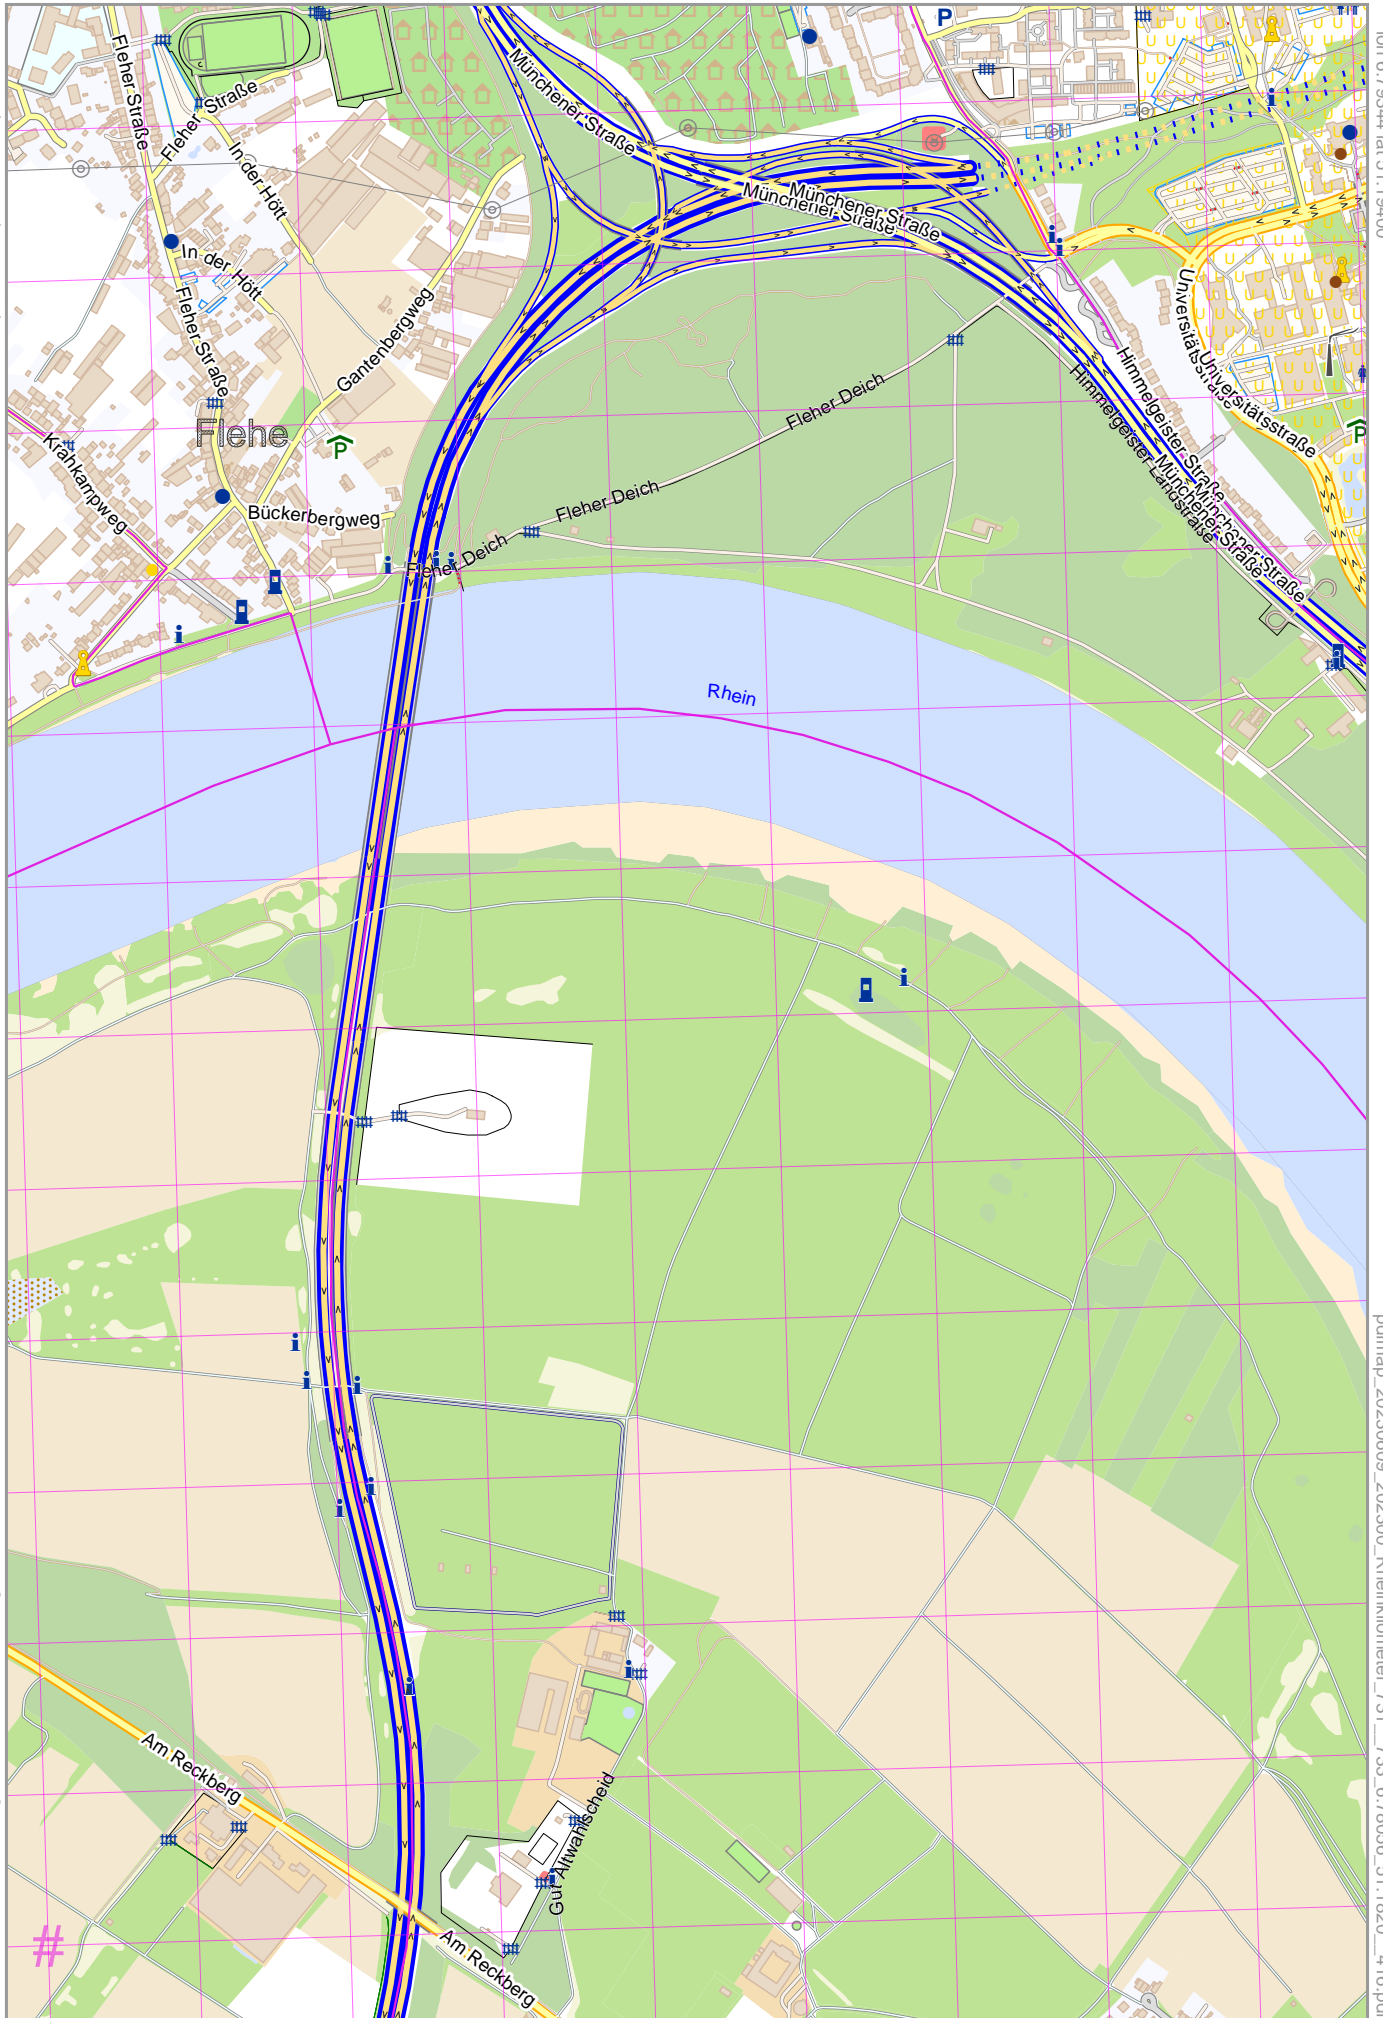 P
Fleher Straße
Münchener Straße
Fleher Straße
In der Hött
Münchener Straße
Münchener Straße
In der Hött
Fleher Straße
Gantenbergweg
Universitätsstraße
Universitätsstraße
Himmelgeister Straße
Himmelgeister Landstraße
Fleher Deich
Flehe
P
P
Krahkampweg
Münchener Straße
Münchener Straße
Fleher Deich
Bückerbergweg
Fleher Deich
Rhein
Am Reckberg
Gut Altwahlscheid
Am Reckberg
#